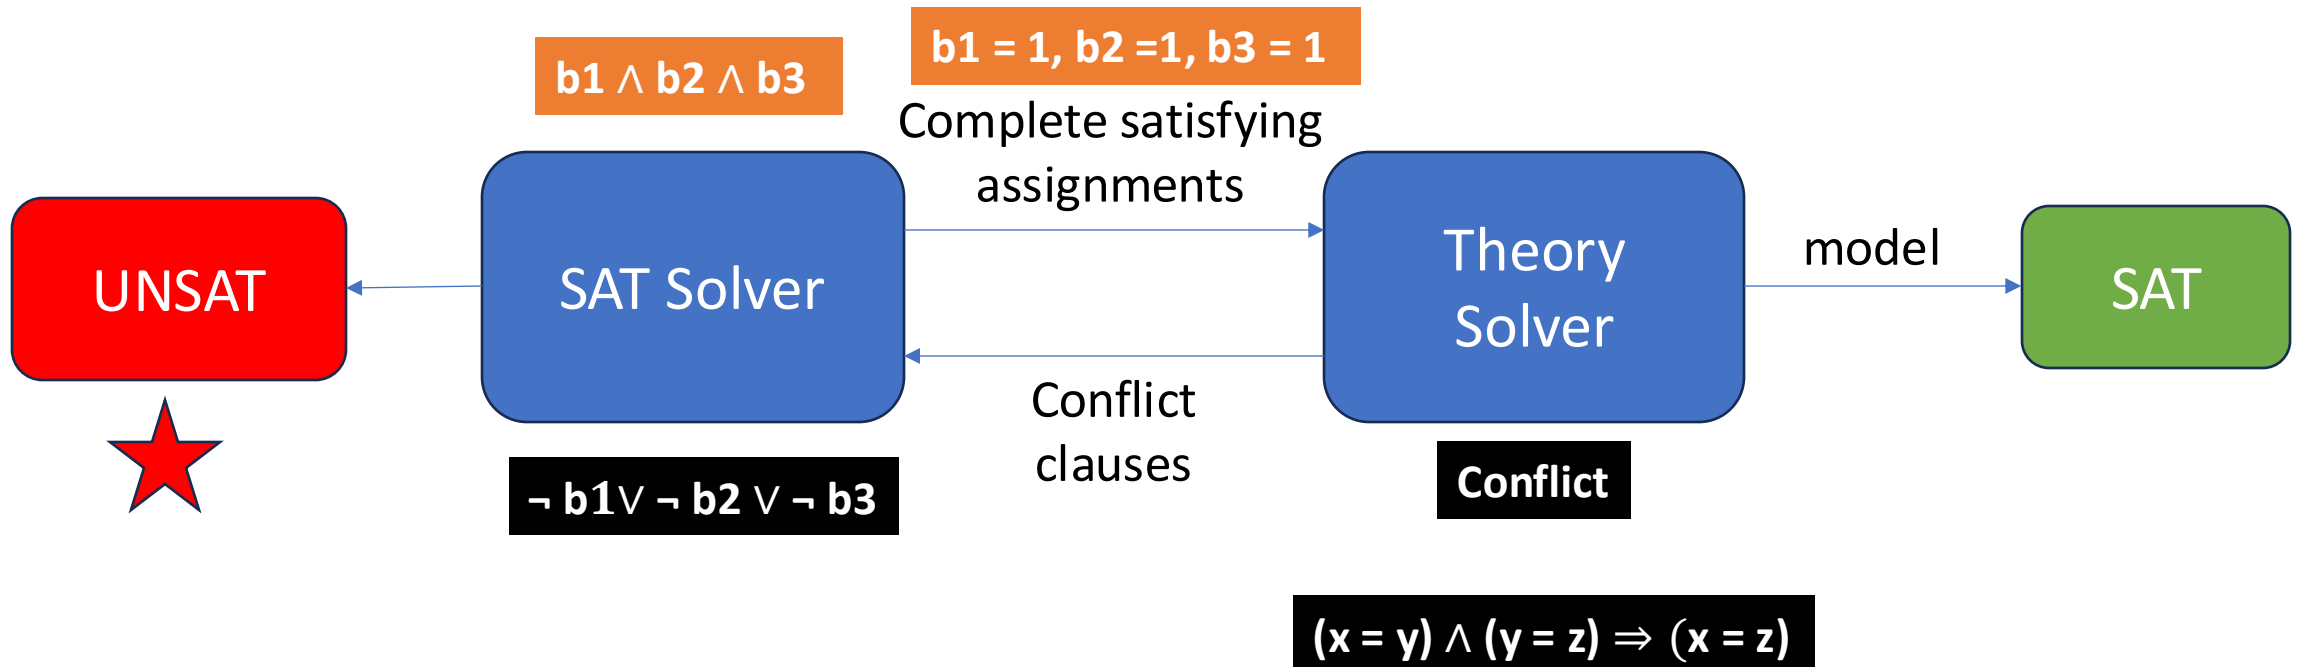 b1 ∧ b2 ∧ b3
b1 = 1, b2 =1, b3 = 1
Complete satisfying
assignments
UNSAT
SAT Solver
Theory
Solver
model
SAT
Conflict
clauses
¬ b1∨ ¬ b2 ∨ ¬ b3
Conflict
(x = y) ∧ (y = z) ⇒ (x = z)